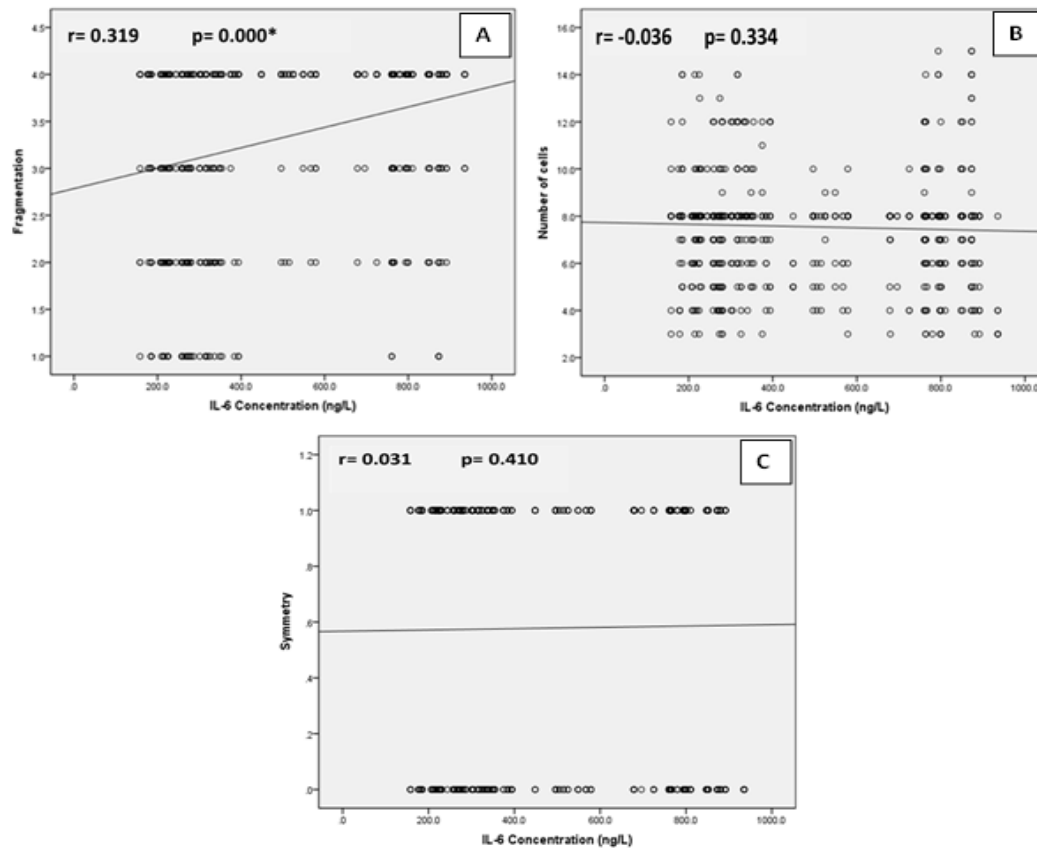 r= 0.319 p= 0.000*
A
4.5
4.0
3.5
3.0
2.5
2.0
1.5
1.0
Fragmentation
.0 200.0 400.0 600.0 800.0 1000.0
IL-6 Concentration (ng/L)
r= -0.036 p= 0.334
B
16.0
14.0
12.0
10.0
8.0
6.0
4.0
2.0
Number of cells
.0 200.0 400.0 600.0 800.0 1000.0
IL-6 Concentration (ng/L)
r= 0.031 p= 0.410
C
1.2
1.0
.8
.6
.4
.2
.0
Symmetry
.0 200.0 400.0 600.0 800.0 1000.0
IL-6 Concentration (ng/L)